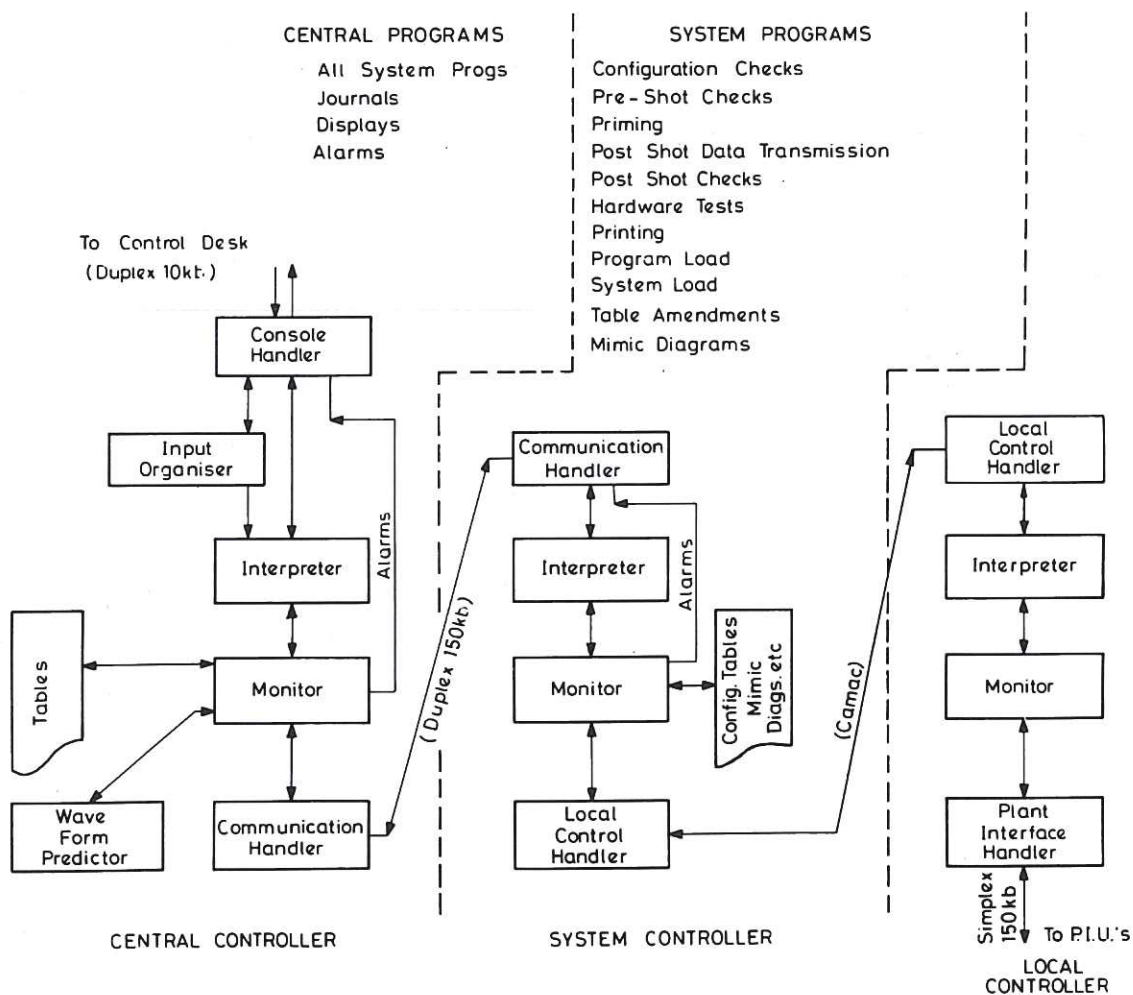 CENTRAL PROGRAMS
All System Progs
Journals
Displays
Alarms
SYSTEM PROGRAMS
Configuration Checks
Pre-Shot Checks
Priming
Post Shot Data Transmission
Post Shot Checks
Hardware Tests
Printing
Program Load
System Load
Table Amendments
Mimic Diagrams
To Control Desk
(Duplex 10kb.)
Console
Handler
Input
Organiser
Interpreter
Alarms
Tables
Monitor
Wave
Form
Predictor
Communication
Handler
CENTRAL CONTROLLER
(Duplex 150kb)
Communication
Handler
Interpreter
Alarms
Monitor
Config. Tables
Mimic
Diags. etc
Local
Control
Handler
SYSTEM CONTROLLER
(Camac)
Local
Control
Handler
Interpreter
Monitor
Plant
Interface
Handler
Simplex
150kb
To P.I.U.'s
LOCAL
CONTROLLER